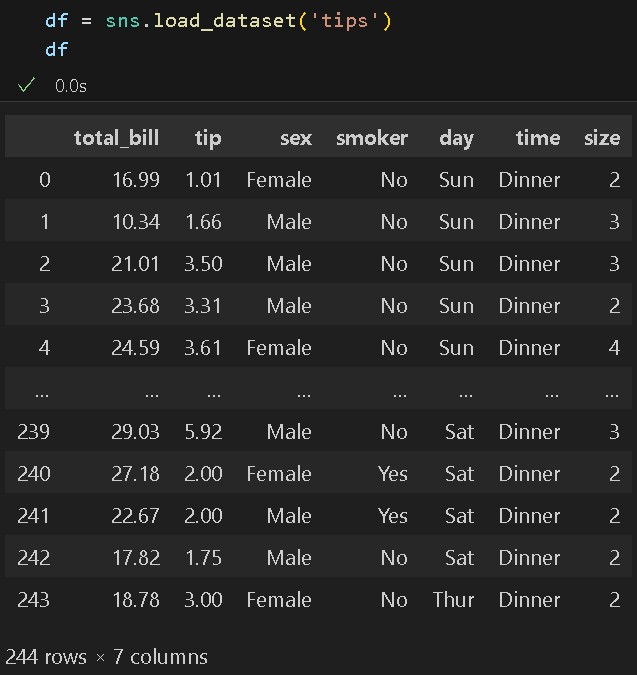 df = sns.load_dataset('tips')
df
0.0s
total_bill tip sex smoker day time size
0 16.99 1.01 Female No Sun Dinner 2
1 10.34 1.66 Male No Sun Dinner 3
2 21.01 3.50 Male No Sun Dinner 3
3 23.68 3.31 Male No Sun Dinner 2
4 24.59 3.61 Female No Sun Dinner 4
... ... ... ... ... ... ... ...
239 29.03 5.92 Male No Sat Dinner 3
240 27.18 2.00 Female Yes Sat Dinner 2
241 22.67 2.00 Male Yes Sat Dinner 2
242 17.82 1.75 Male No Sat Dinner 2
243 18.78 3.00 Female No Thur Dinner 2
244 rows × 7 columns